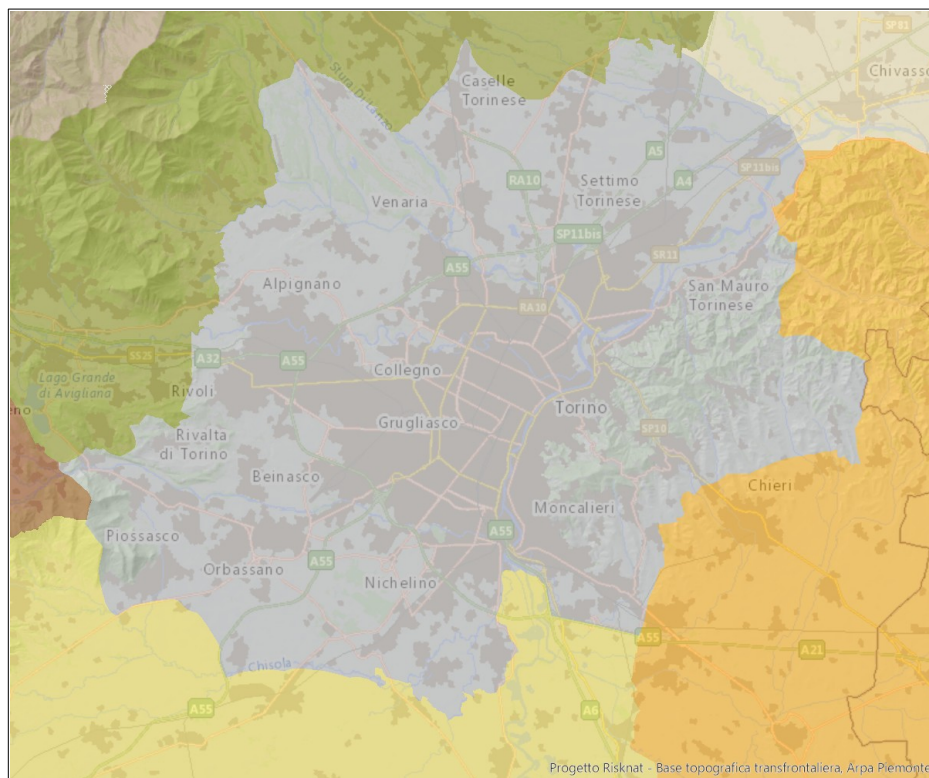 SP81
Chivasso
Stura di Lanzo
Caselle
Torinese
A5
SP11bis
RA10
Settimo
Torinese
A4
Venaria
SP11bis
A55
SR11
Alpignano
San Mauro
Torinese
RA10
SS25
A32
A55
Lago Grande
di Avigliana
Collegno
Rivoli
Torino
Grugliasco
SP10
Rivalta
di Torino
Beinasco
Chieri
Moncalieri
Piossasco
A55
A55
Orbassano
Nichelino
A55
A21
Chisola
A55
A6
Progetto Risknat - Base topografica transfrontaliera, Arpa Piemonte